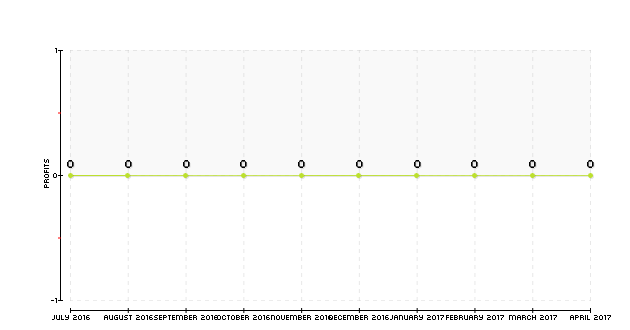 1
0 0 0 0 0 0 0 0 0 0
PROFITS
0
-1
JULY 2016 AUGUST 2016 SEPTEMBER 2016 OCTOBER 2016 NOVEMBER 2016 DECEMBER 2016 JANUARY 2017 FEBRUARY 2017 MARCH 2017 APRIL 2017